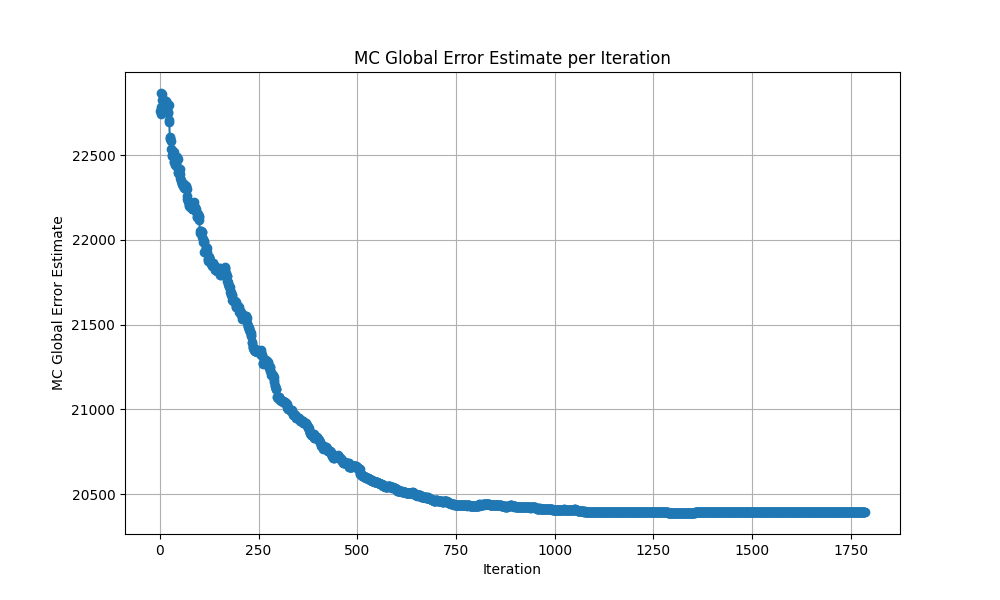 MC Global Error Estimate per Iteration
MC Global Error Estimate
22500
22000
21500
21000
20500
0 250 500 750 1000 1250 1500 1750
Iteration